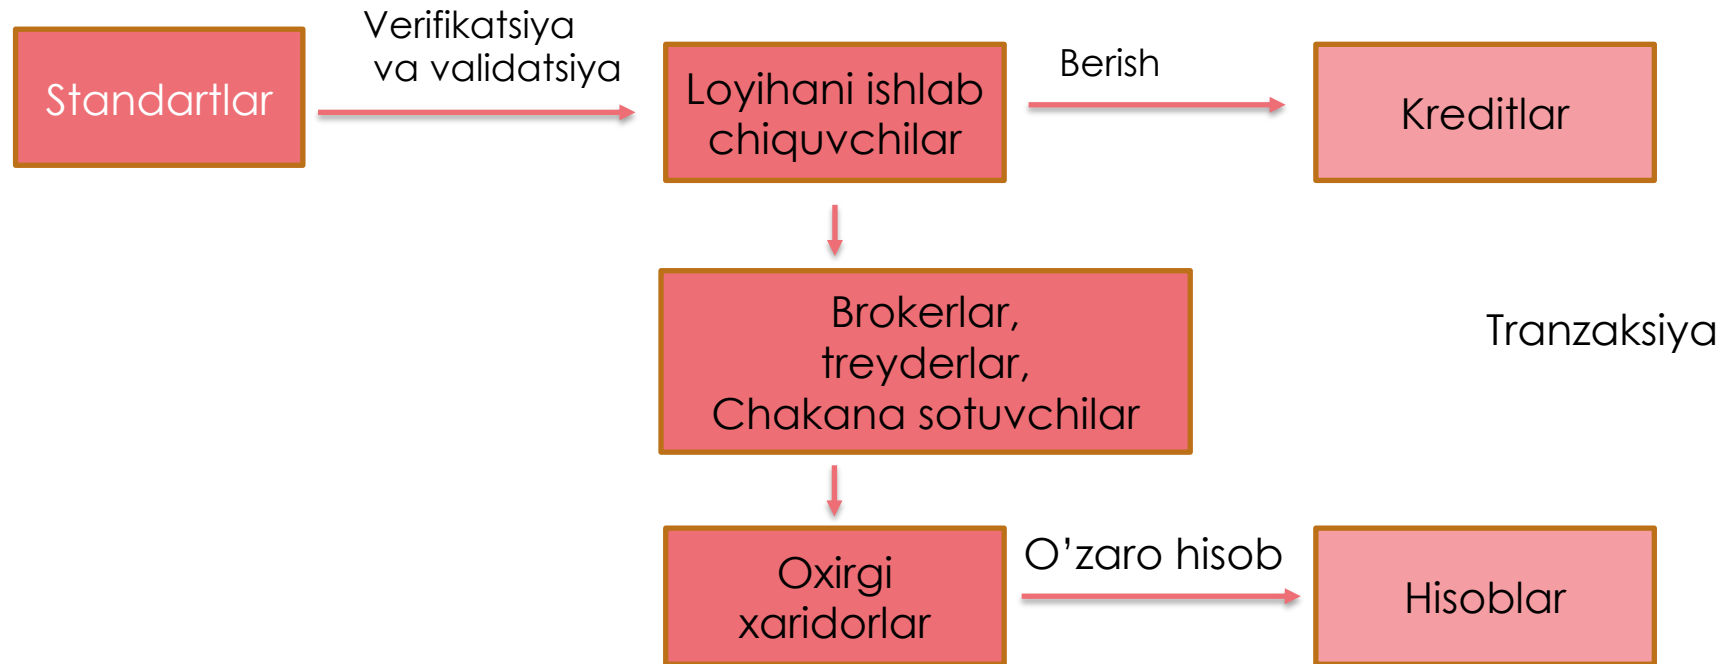 Verifikatsiya
va validatsiya
Standartlar
Loyihani ishlab
chiquvchilar
Berish
Kreditlar
Brokerlar,
treyderlar,
Chakana sotuvchilar
Tranzaksiya
Oxirgi
xaridorlar
O’zaro hisob
Hisoblar